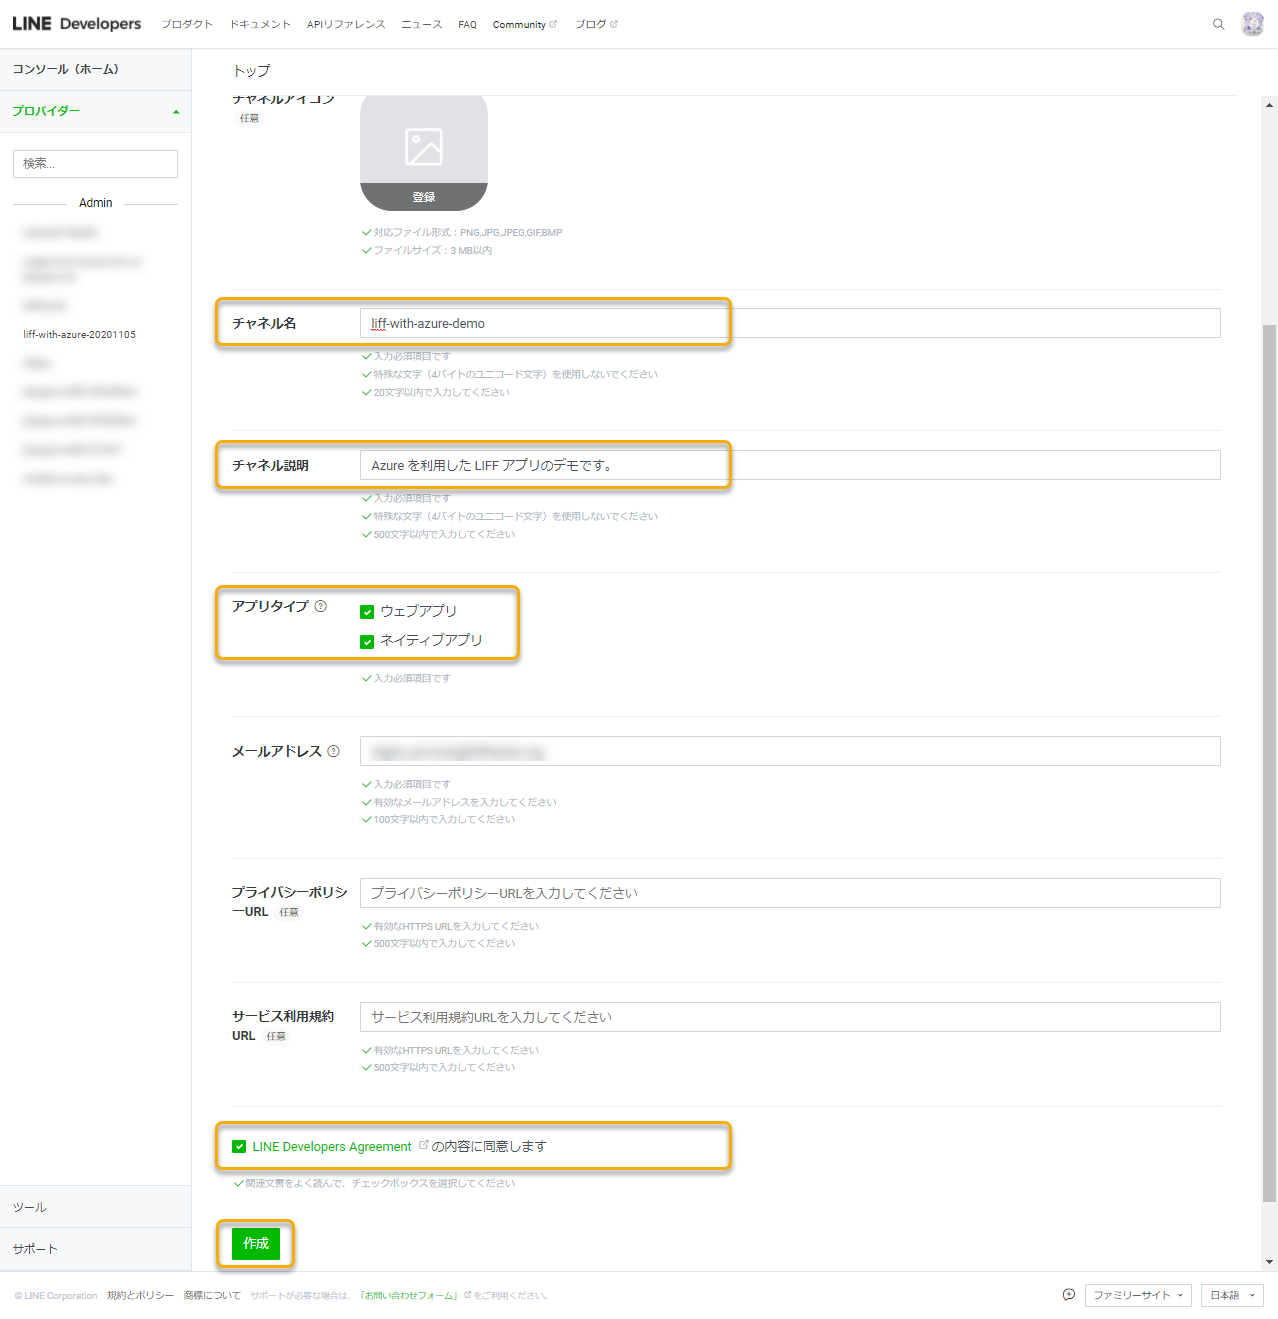 LINE Developers プロダクト ドキュメント APIリファレンス ニュース FAQ Community ブログ
コンソール（ホーム）
プロバイダー
検索...
Admin
liff-with-azure-20201105
ツール
サポート
トップ
チャネルアイコン
任意
登録
対応ファイル形式：PNG,JPG,JPEG,GIF,BMP
ファイルサイズ：3 MB以内
チャネル名 liff-with-azure-demo
入力必須項目です
特殊な文字（4バイトのユニコード文字）を使用しないでください
20文字以内で入力してください
チャネル説明 Azure を利用した LIFF アプリのデモです。
入力必須項目です
特殊な文字（4バイトのユニコード文字）を使用しないでください
500文字以内で入力してください
アプリタイプ ? ウェブアプリ
ネイティブアプリ
入力必須項目です
メールアドレス ?
入力必須項目です
有効なメールアドレスを入力してください
100文字以内で入力してください
プライバシーポリシ
ーURL 任意
プライバシーポリシーURLを入力してください
有効なHTTPS URLを入力してください
500文字以内で入力してください
サービス利用規約
URL 任意
サービス利用規約URLを入力してください
有効なHTTPS URLを入力してください
500文字以内で入力してください
LINE Developers Agreement の内容に同意します
関連文書をよく読んで、チェックボックスを選択してください
作成
© LINE Corporation 規約とポリシー 商標について サポートが必要な場合は、「お問い合わせフォーム」 をご利用ください。 ファミリーサイト 日本語